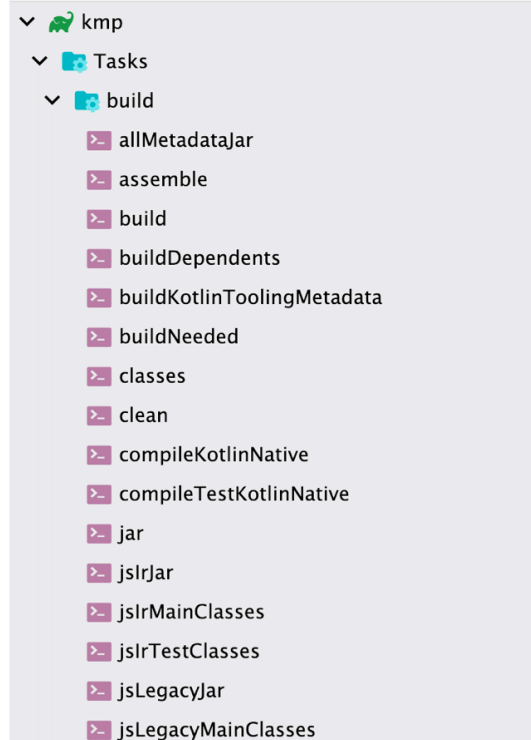 kmp
Tasks
build
allMetadataJar
assemble
build
buildDependents
buildKotlinToolingMetadata
buildNeeded
classes
clean
compileKotlinNative
compileTestKotlinNative
jar
jsIrJar
jsIrMainClasses
jsIrTestClasses
jsLegacyJar
jsLegacyMainClasses